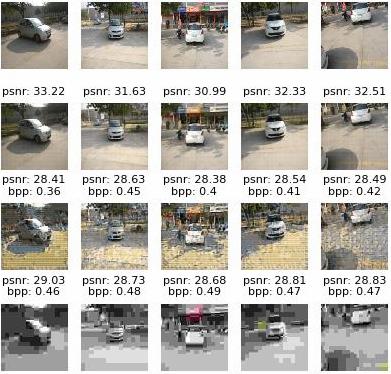 psnr: 33.22 psnr: 31.63 psnr: 30.99 psnr: 32.33 psnr: 32.51
psnr: 28.41 psnr: 28.63 psnr: 28.38 psnr: 28.54 psnr: 28.49
bpp: 0.36 bpp: 0.45 bpp: 0.4 bpp: 0.41 bpp: 0.42
psnr: 29.03 psnr: 28.73 psnr: 28.68 psnr: 28.81 psnr: 28.83
bpp: 0.46 bpp: 0.48 bpp: 0.49 bpp: 0.47 bpp: 0.47